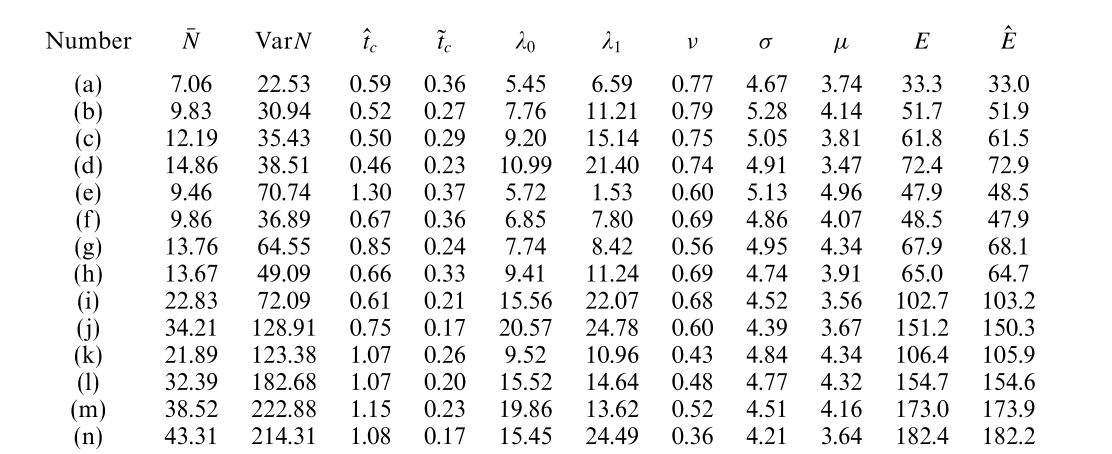 Number N̄ VarN t̂c t̃c λ0 λ1 ν σ μ E Ê
(a) 7.06 22.53 0.59 0.36 5.45 6.59 0.77 4.67 3.74 33.3 33.0
(b) 9.83 30.94 0.52 0.27 7.76 11.21 0.79 5.28 4.14 51.7 51.9
(c) 12.19 35.43 0.50 0.29 9.20 15.14 0.75 5.05 3.81 61.8 61.5
(d) 14.86 38.51 0.46 0.23 10.99 21.40 0.74 4.91 3.47 72.4 72.9
(e) 9.46 70.74 1.30 0.37 5.72 1.53 0.60 5.13 4.96 47.9 48.5
(f) 9.86 36.89 0.67 0.36 6.85 7.80 0.69 4.86 4.07 48.5 47.9
(g) 13.76 64.55 0.85 0.24 7.74 8.42 0.56 4.95 4.34 67.9 68.1
(h) 13.67 49.09 0.66 0.33 9.41 11.24 0.69 4.74 3.91 65.0 64.7
(i) 22.83 72.09 0.61 0.21 15.56 22.07 0.68 4.52 3.56 102.7 103.2
(j) 34.21 128.91 0.75 0.17 20.57 24.78 0.60 4.39 3.67 151.2 150.3
(k) 21.89 123.38 1.07 0.26 9.52 10.96 0.43 4.84 4.34 106.4 105.9
(l) 32.39 182.68 1.07 0.20 15.52 14.64 0.48 4.77 4.32 154.7 154.6
(m) 38.52 222.88 1.15 0.23 19.86 13.62 0.52 4.51 4.16 173.0 173.9
(n) 43.31 214.31 1.08 0.17 15.45 24.49 0.36 4.21 3.64 182.4 182.2